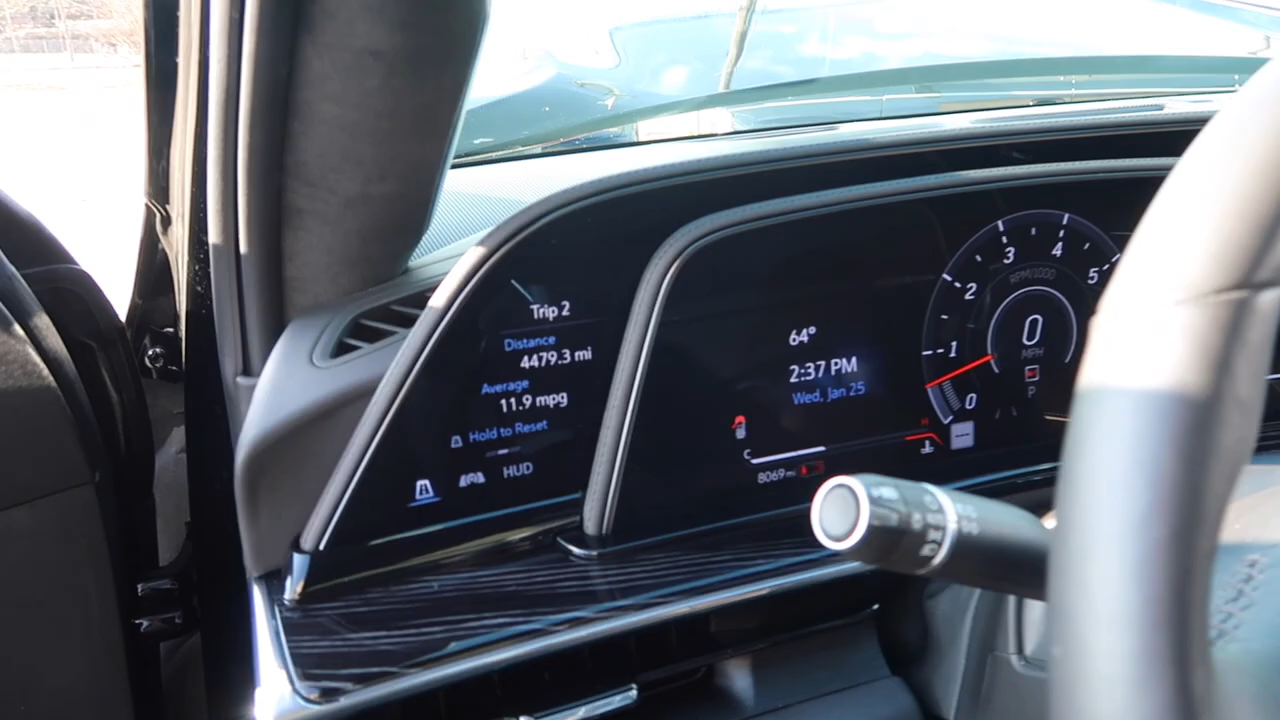 Trip 2
Distance
4479.3 mi
Average
11.9 mpg
Hold to Reset
HUD
64°
2:37 PM
Wed, Jan 25
C
H
8069 mi
0
1
2
3
4
5
RPM/1000
0
MPH
P